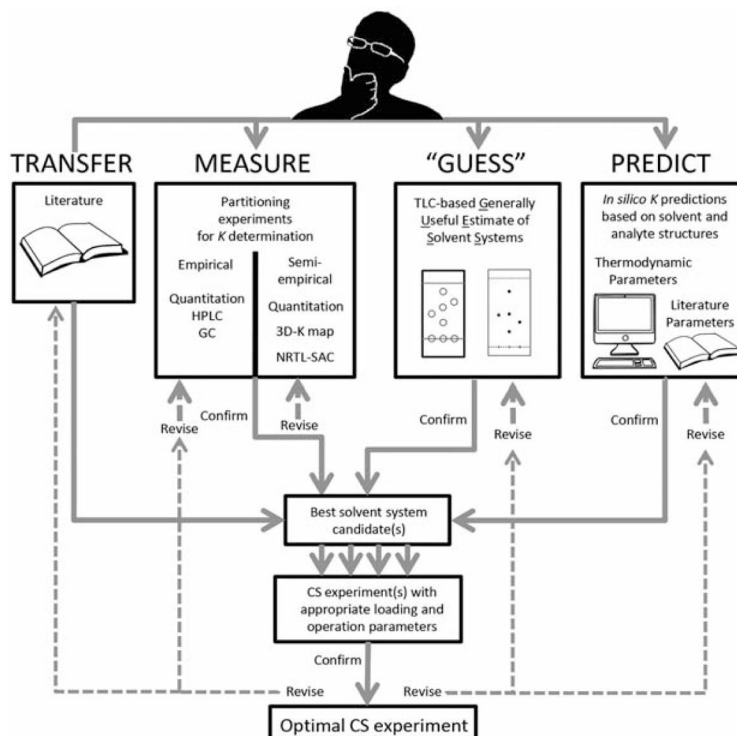 TRANSFER
MEASURE
“GUESS”
PREDICT
Literature
Partitioning
experiments
for K determination
Empirical
Quantitation
HPLC
GC
Semi-
empirical
Quantitation
3D-K map
NRTL-SAC
TLC-based Generally
Useful Estimate of
Solvent Systems
In silico K predictions
based on solvent and
analyte structures
Thermodynamic
Parameters
Literature
Parameters
Revise
Confirm
Revise
Confirm
Revise
Confirm
Revise
Best solvent system
candidate(s)
CS experiment(s) with
appropriate loading and
operation parameters
Confirm
Revise
Revise
Optimal CS experiment